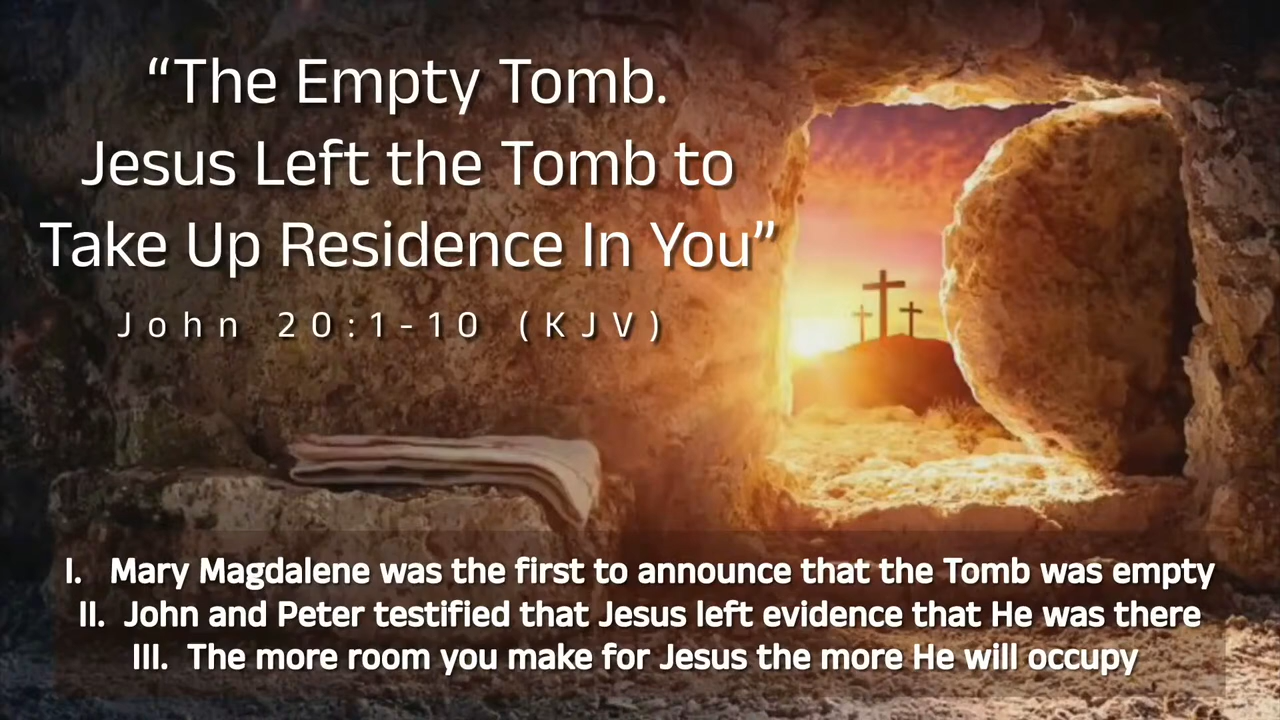 “The Empty Tomb.
Jesus Left the Tomb to
Take Up Residence In You”
John 20:1-10 (KJV)
I. Mary Magdalene was the first to announce that the Tomb was empty
II. John and Peter testified that Jesus left evidence that He was there
III. The more room you make for Jesus the more He will occupy